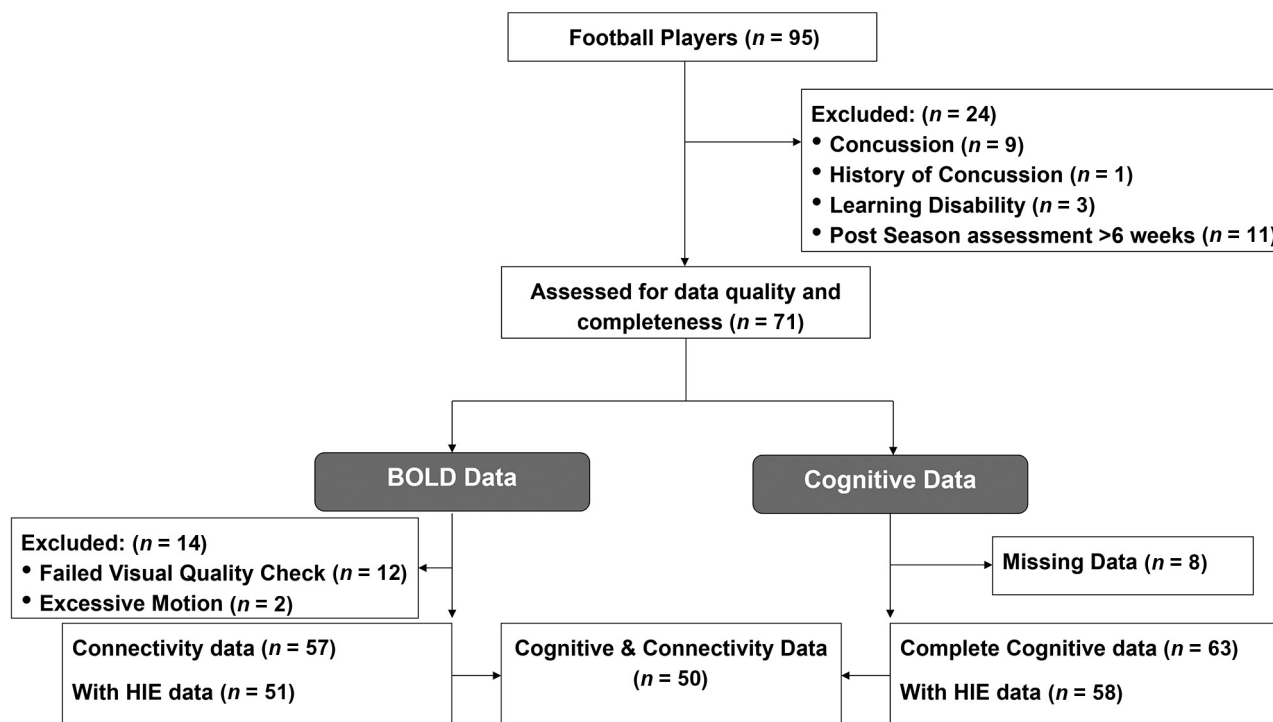 Football Players (n = 95)
Excluded: (n = 24)
• Concussion (n = 9)
• History of Concussion (n = 1)
• Learning Disability (n = 3)
• Post Season assessment >6 weeks (n = 11)
Assessed for data quality and
completeness (n = 71)
BOLD Data
Cognitive Data
Excluded: (n = 14)
• Failed Visual Quality Check (n = 12)
• Excessive Motion (n = 2)
Missing Data (n = 8)
Connectivity data (n = 57)
With HIE data (n = 51)
Cognitive & Connectivity Data
(n = 50)
Complete Cognitive data (n = 63)
With HIE data (n = 58)